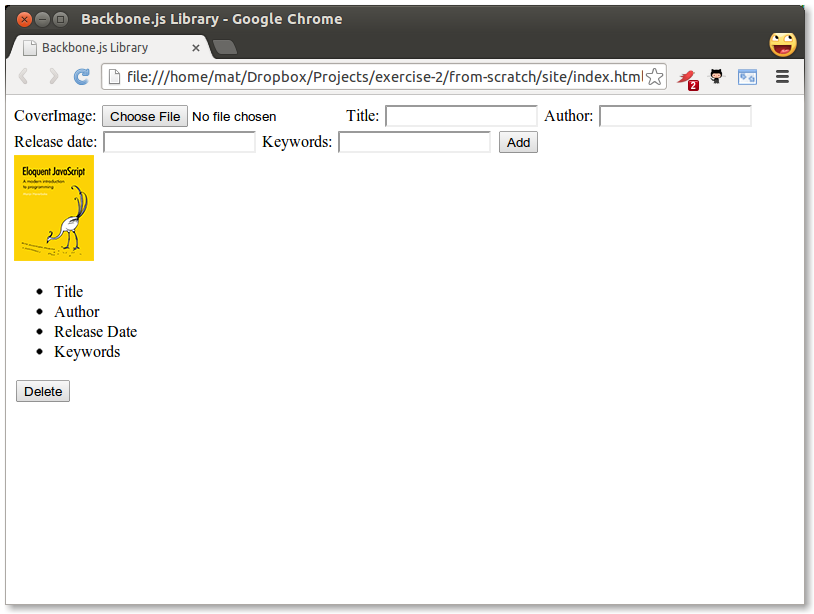 Backbone.js Library - Google Chrome
Backbone.js Library
file:///home/mat/Dropbox/Projects/exercise-2/from-scratch/site/index.html
2
CoverImage: Choose File No file chosen Title: Author:
Release date: Keywords: Add
Eloquent JavaScript
A modern introduction
to programming
Title
Author
Release Date
Keywords
Delete